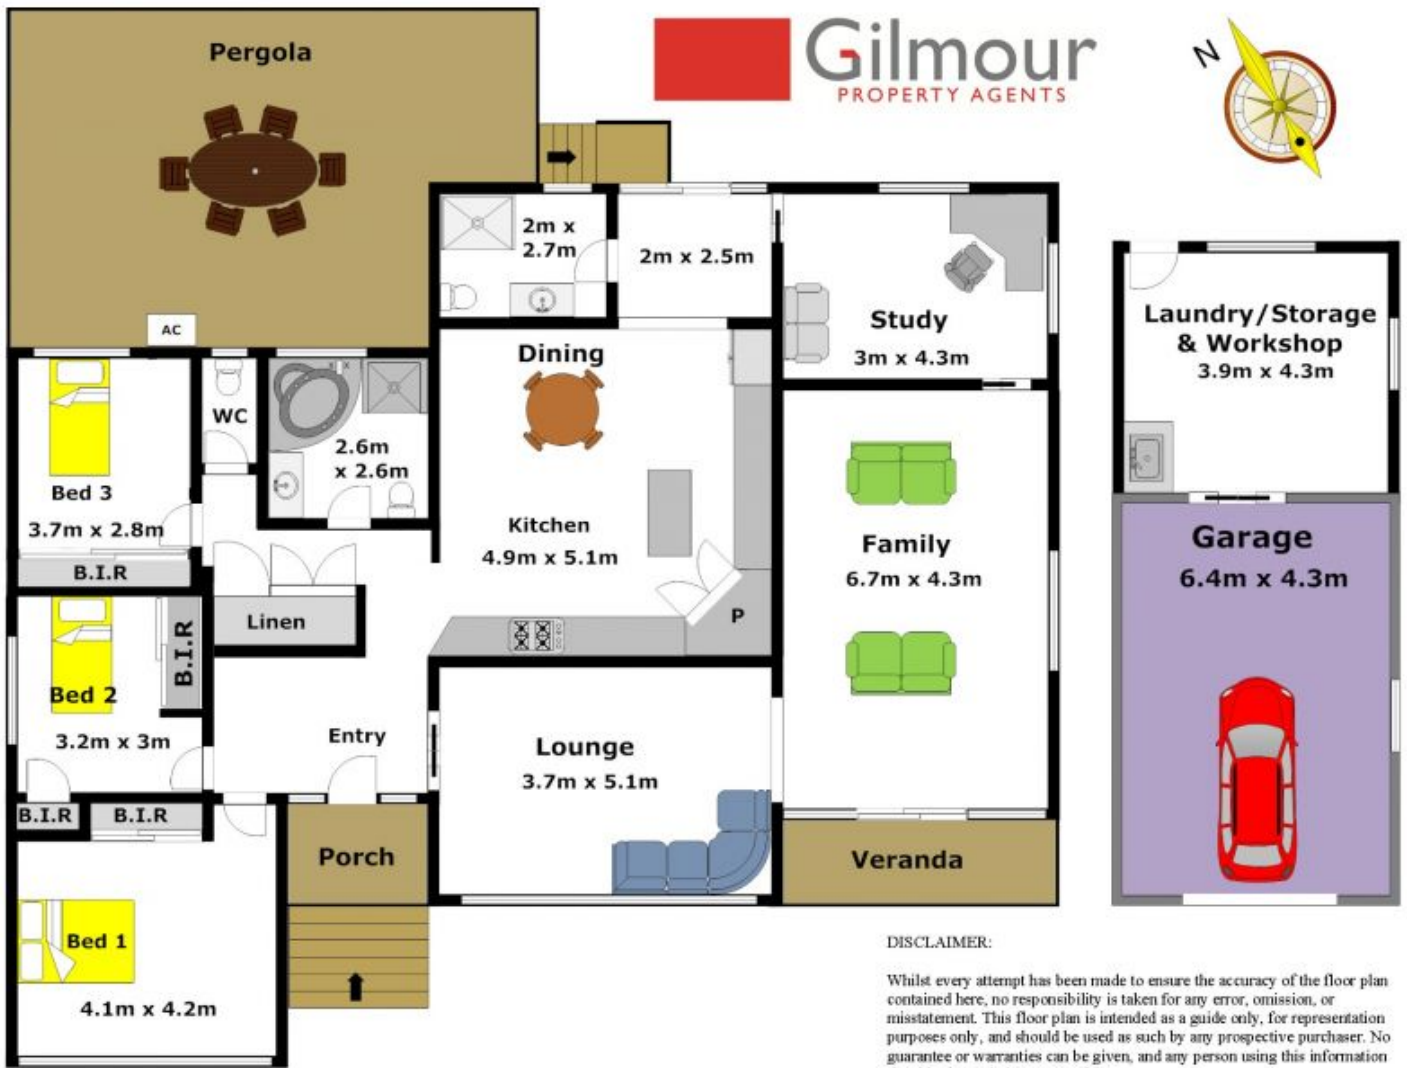 Pergola
Gilmour
PROPERTY AGENTS
N
AC
2m x
2.7m
2m x 2.5m
Study
3m x 4.3m
Laundry/Storage
& Workshop
3.9m x 4.3m
Dining
WC
2.6m
x 2.6m
Bed 3
3.7m x 2.8m
B.I.R
Kitchen
4.9m x 5.1m
Family
6.7m x 4.3m
Garage
6.4m x 4.3m
Linen
P
B.I.R
Bed 2
3.2m x 3m
Entry
Lounge
3.7m x 5.1m
B.I.R
B.I.R
Porch
Veranda
Bed 1
4.1m x 4.2m
DISCLAIMER:
Whilst every attempt has been made to ensure the accuracy of the floor plan
contained here, no responsibility is taken for any error, omission, or
misstatement. This floor plan is intended as a guide only, for representation
purposes only, and should be used as such by any prospective purchaser. No
guarantee or warranties can be given, and any person using this information